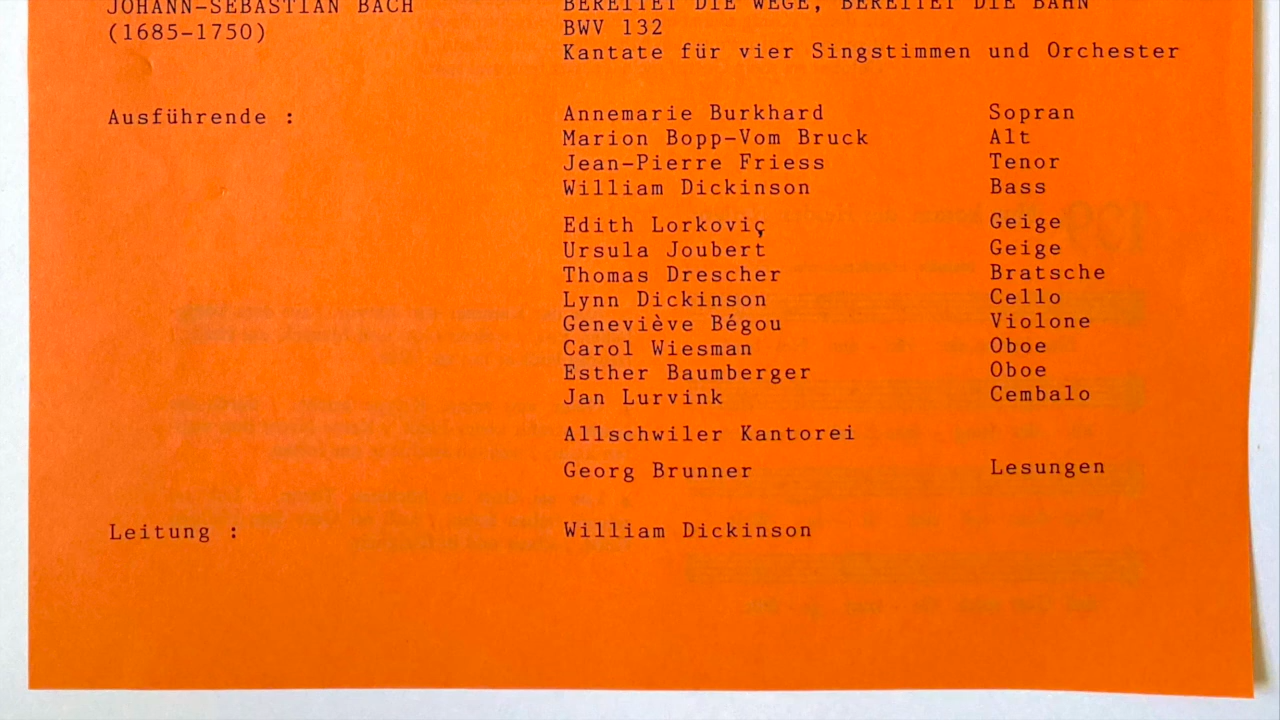 JOHANN-SEBASTIAN BACH BEREITET DIE WEGE, BEREITET DIE BAHN
(1685-1750) BWV 132
Kantate für vier Singstimmen und Orchester
Ausführende : Annemarie Burkhard Sopran
Marion Bopp-Vom Bruck Alt
Jean-Pierre Friess Tenor
William Dickinson Bass
Edith Lorkoviç Geige
Ursula Joubert Geige
Thomas Drescher Bratsche
Lynn Dickinson Cello
Geneviève Bégou Violone
Carol Wiesman Oboe
Esther Baumberger Oboe
Jan Lurvink Cembalo
Allschwiler Kantorei
Georg Brunner Lesungen
Leitung : William Dickinson